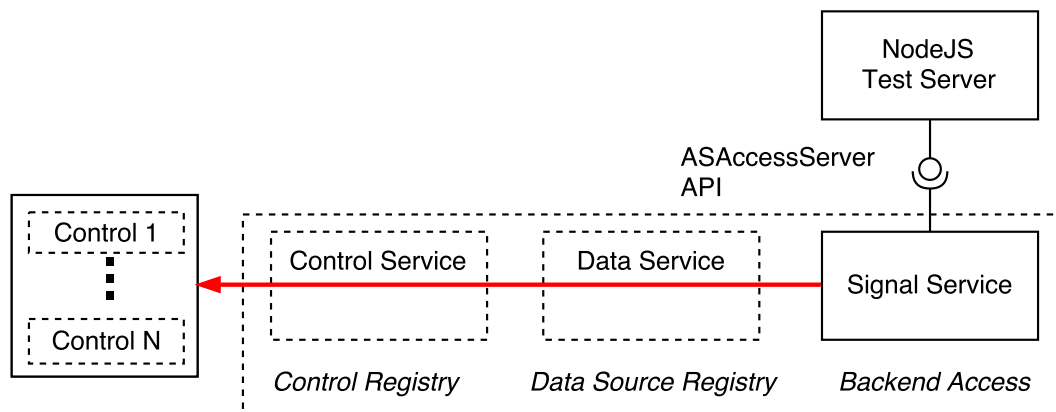 NodeJS
Test Server
ASAccessServer
API
Control 1
Control N
Control Service
Data Service
Signal Service
Control Registry
Data Source Registry
Backend Access